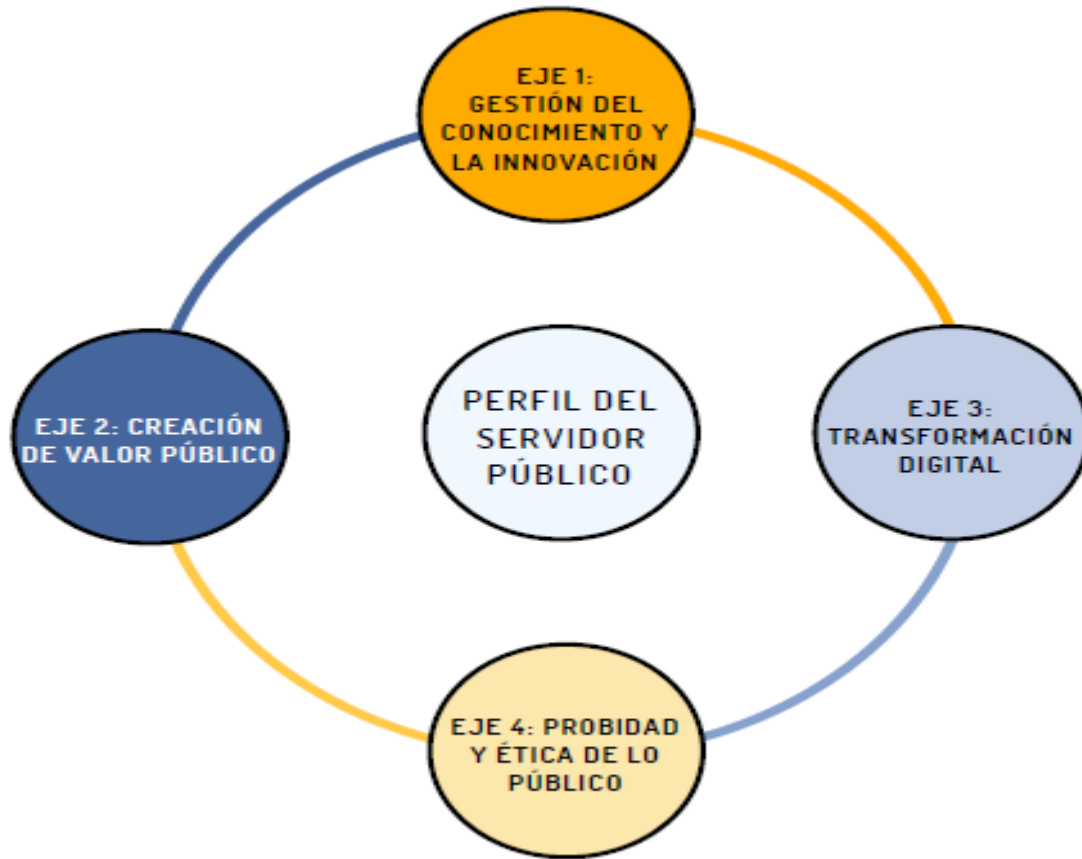 EJE 1:
GESTIÓN DEL
CONOCIMIENTO Y
LA INNOVACIÓN
EJE 2: CREACIÓN
DE VALOR PÚBLICO
PERFIL DEL
SERVIDOR
PÚBLICO
EJE 3:
TRANSFORMACIÓN
DIGITAL
EJE 4: PROBIDAD
Y ÉTICA DE LO
PÚBLICO